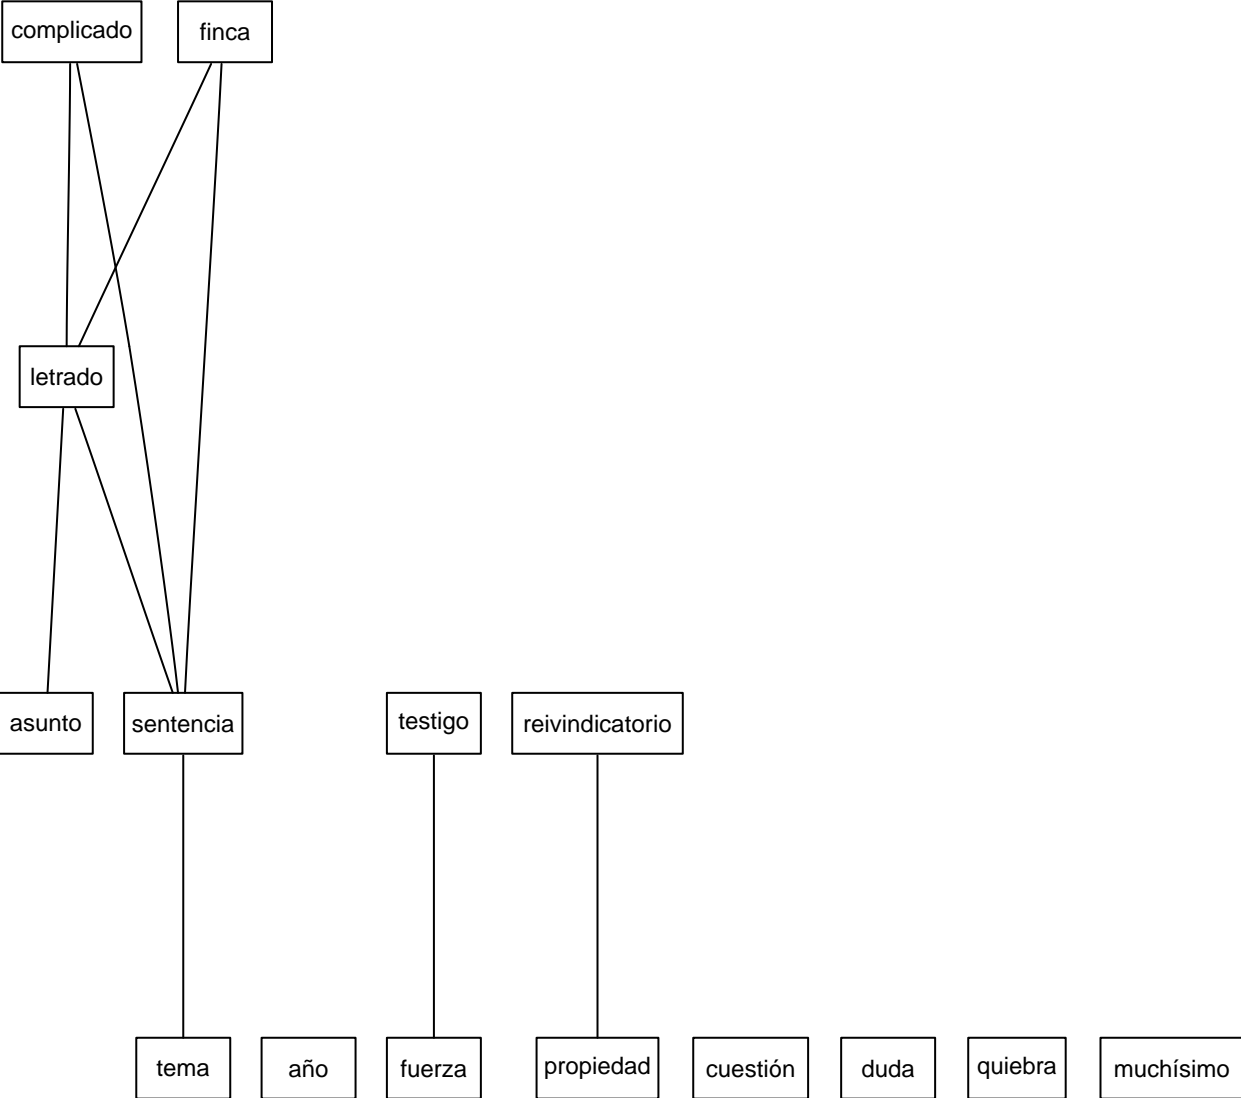 complicado
finca
letrado
asunto
sentencia
testigo
reivindicatorio
tema
año
fuerza
propiedad
cuestión
duda
quiebra
muchísimo